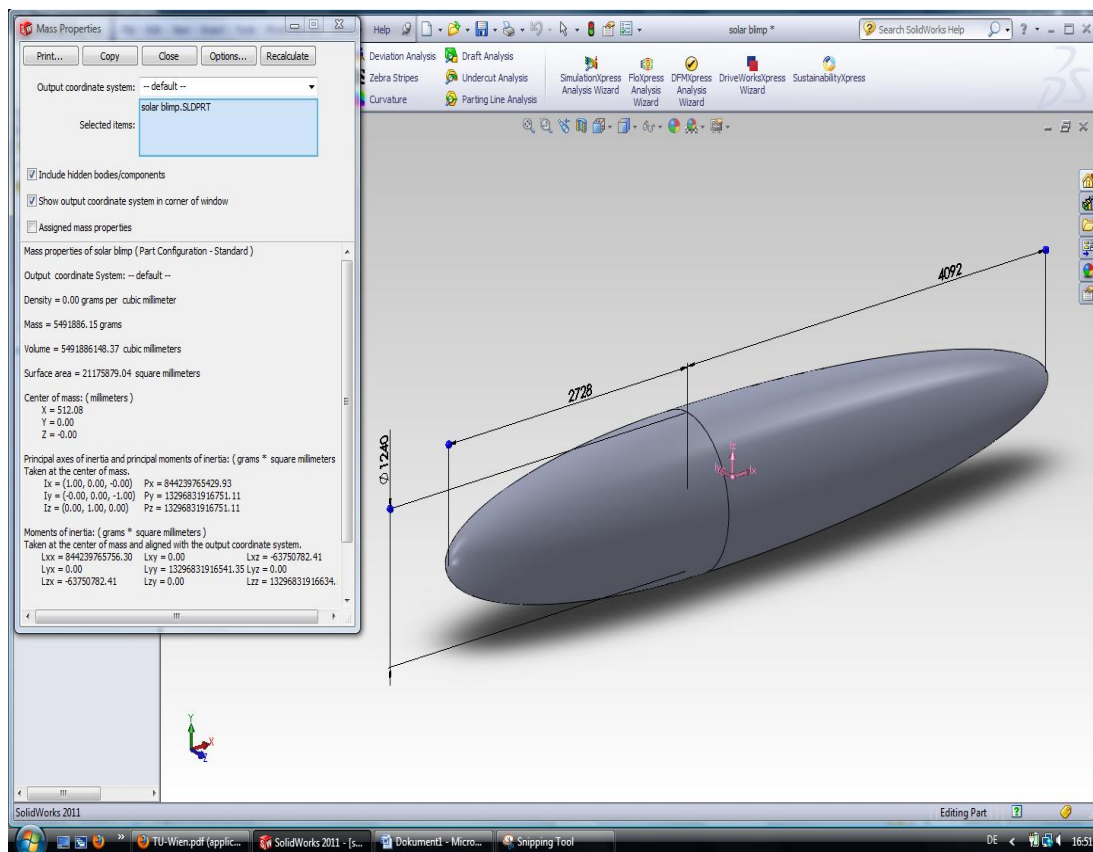 Mass Properties
Print... Copy Close Options... Recalculate
Output coordinate system: -- default --
solar blimp.SLDPRT
Selected items:
Include hidden bodies/components
Show output coordinate system in corner of window
Assigned mass properties
Mass properties of solar blimp ( Part Configuration - Standard )
Output coordinate System: -- default --
Density = 0.00 grams per cubic milimeter
Mass = 5491886.15 grams
Volume = 5491886148.37 cubic milimeters
Surface area = 21175879.04 square milimeters
Center of mass: ( milimeters )
X = 512.08
Y = 0.00
Z = -0.00
Principal axes of inertia and principal moments of inertia: ( grams * square milimeters
Taken at the center of mass.
Ix = (1.00, 0.00, -0.00) Px = 844239765429.93
Iy = (-0.00, 0.00, -1.00) Py = 13296831916751.11
Iz = (0.00, 1.00, 0.00) Pz = 13296831916751.11
Moments of inertia: ( grams * square milimeters )
Taken at the center of mass and aligned with the output coordinate system.
Lxx = 844239765756.30 Lxy = 0.00 Lxz = -63750782.41
Lyx = 0.00 Lyy = 13296831916541.35 Lyz = 0.00
Lzx = -63750782.41 Lzy = 0.00 Lzz = 13296831916634.
Help solar blimp * Search SolidWorks Help
Deviation Analysis Draft Analysis
Zebra Stripes Undercut Analysis
Curvature Parting Line Analysis
SimulationXpress Analysis Wizard
FloXpress Analysis Wizard
DFMXpress Analysis Wizard
DriveWorksXpress Wizard
SustainabilityXpress
4092
2728
Ø1240
Iz
Ix
Y
X
Z
SolidWorks 2011 Editing Part
TU-Wien.pdf (applic... SolidWorks 2011 - [s... Dokument1 - Micro... Snipping Tool DE 16:51